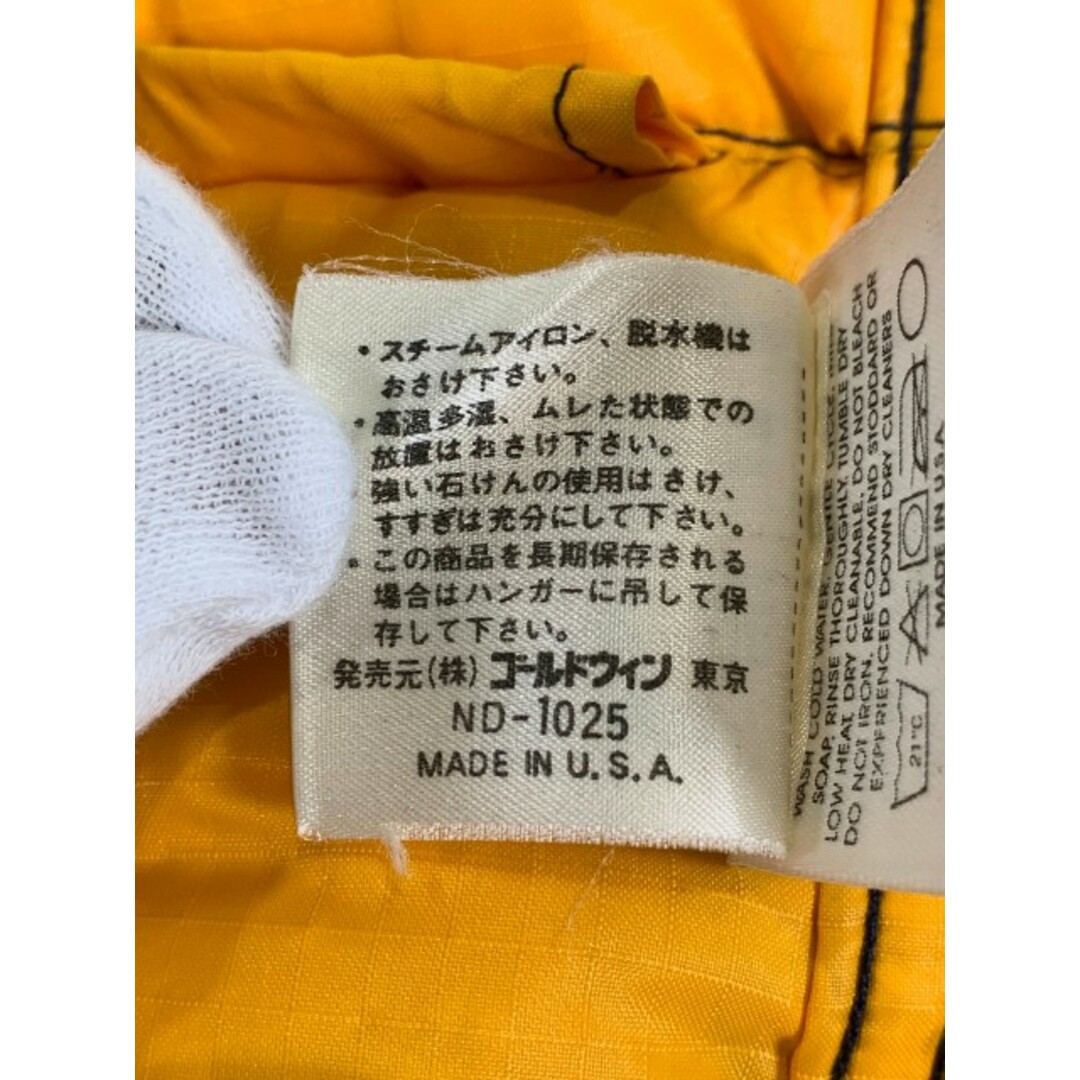 ・スチームアイロン、脱水機は
おさけ下さい。
・高温多湿、ムレた状態での
放置はおさけ下さい。
強い石けんの使用はさけ、
すすぎは充分にして下さい。
・この商品を長期保存される
場合はハンガーに吊して保
存して下さい。
発売元(株)ゴールドウィン 東京
ND-1025
MADE IN U.S.A.
WASH COLD WATER, GENTLE CYCLE,
SOAP. RINSE THOROUGHLY, TUMBLE DRY
LOW HEAT, DRY CLEANABLE, DO NOT BLEACH
DO NOT IRON. RECOMMEND STODDARD OR
EXPERIENCED DOWN DRY CLEANERS
21°C
A
MADE IN U.S.A.